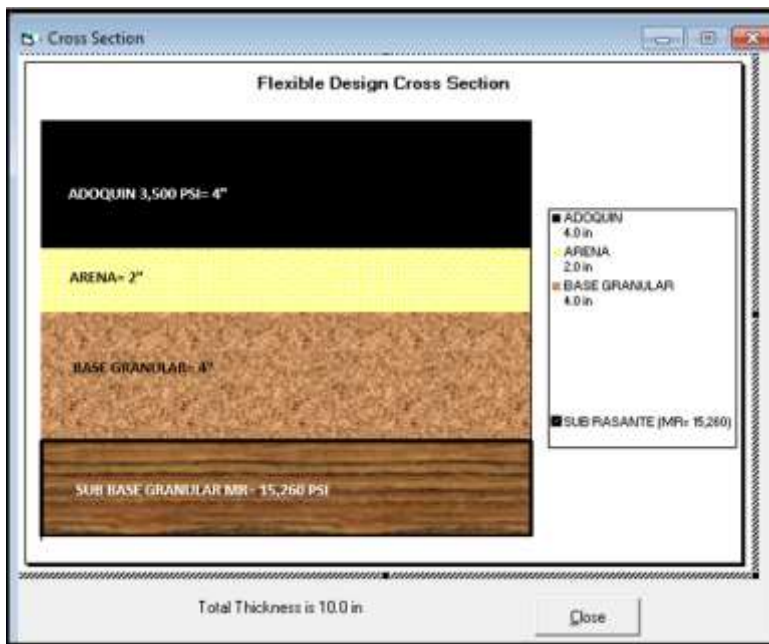 Cross Section
Flexible Design Cross Section
ADOQUIN 3,500 PSI= 4"
ARENA= 2"
BASE GRANULAR= 4"
SUB BASE GRANULAR MR= 15,260 PSI
ADOQUIN
4.0 in
ARENA
2.0 in
BASE GRANULAR
4.0 in
SUB RASANTE (MR= 15,260)
Total Thickness is 10.0 in
Close